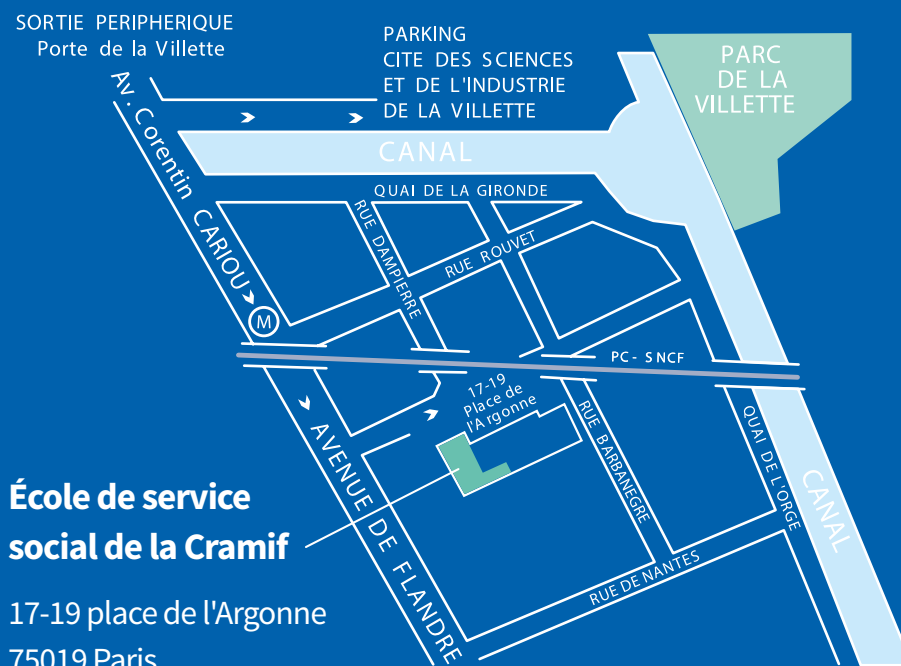 SORTIE PERIPHERIQUE
Porte de la Villette
PARKING
CITE DES SCIENCES
ET DE L'INDUSTRIE
DE LA VILLETTE
PARC
DE LA
VILLETTE
Av. Corentin CARIOU
CANAL
QUAI DE LA GIRONDE
RUE DAMPIERRE
RUE ROUVET
M
PC- SNCF
17-19
Place de
l'Argonne
AVENUE DE FLANDRE
RUE BARBANEGRE
QUAI DE L'ORGE
CANAL
RUE DE NANTES
École de service
social de la Cramif
17-19 place de l'Argonne
75019 Paris